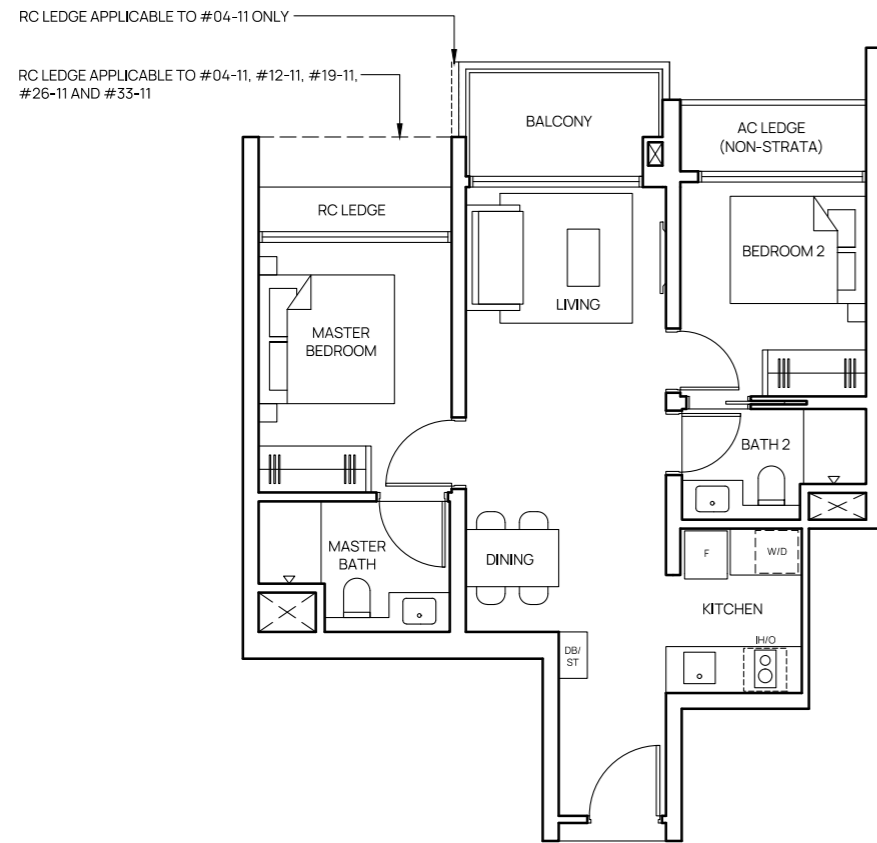 RC LEDGE APPLICABLE TO #04-11 ONLY
RC LEDGE APPLICABLE TO #04-11, #12-11, #19-11,
#26-11 AND #33-11
BALCONY
AC LEDGE
(NON-STRATA)
RC LEDGE
BEDROOM 2
LIVING
MASTER
BEDROOM
BATH 2
MASTER
BATH
DINING
F
W/D
KITCHEN
IH/O
DB/
ST